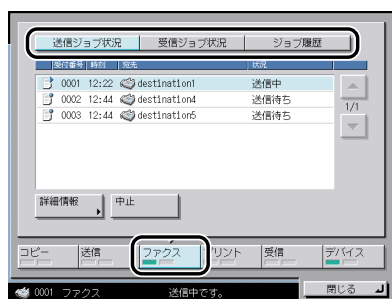 送信ジョブ状況 受信ジョブ状況 ジョブ履歴
受付番号 時刻 宛先 状況
0001 12:22 destination1 送信中
0002 12:44 destination4 送信待ち
0003 12:44 destination5 送信待ち
1/1
詳細情報 中止
コピー 送信 ファクス プリント 受信 デバイス
0001 ファクス 送信中です。 閉じる